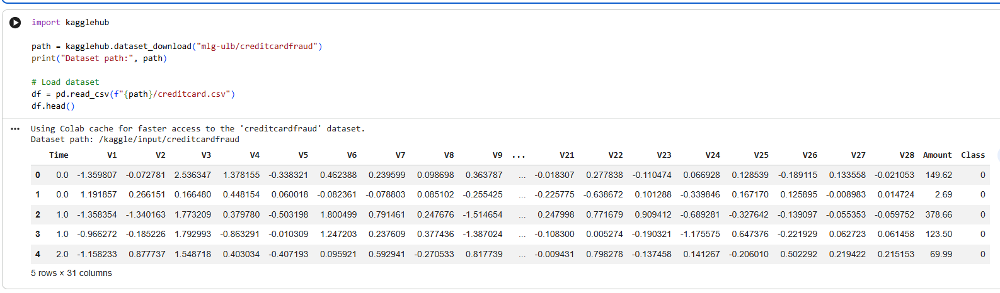 import kagglehub
path = kagglehub.dataset_download("mlg-ulb/creditcardfraud")
print("Dataset path:", path)
# Load dataset
df = pd.read_csv(f"{path}/creditcard.csv")
df.head()
Using Colab cache for faster access to the 'creditcardfraud' dataset.
Dataset path: /kaggle/input/creditcardfraud
Time V1 V2 V3 V4 V5 V6 V7 V8 V9 ... V21 V22 V23 V24 V25 V26 V27 V28 Amount Class
0 0.0 -1.359807 -0.072781 2.536347 1.378155 -0.338321 0.462388 0.239599 0.098698 0.363787 ... -0.018307 0.277838 -0.110474 0.066928 0.128539 -0.189115 0.133558 -0.021053 149.62 0
1 0.0 1.191857 0.266151 0.166480 0.448154 0.060018 -0.082361 -0.078803 0.085102 -0.255425 ... -0.225775 -0.638672 0.101288 -0.339846 0.167170 0.125895 -0.008983 0.014724 2.69 0
2 1.0 -1.358354 -1.340163 1.773209 0.379780 -0.503198 1.800499 0.791461 0.247676 -1.514654 ... 0.247998 0.771679 0.909412 -0.689281 -0.327642 -0.139097 -0.055353 -0.059752 378.66 0
3 1.0 -0.966272 -0.185226 1.792993 -0.863291 -0.010309 1.247203 0.237609 0.377436 -1.387024 ... -0.108300 0.005274 -0.190321 -1.175575 0.647376 -0.221929 0.062723 0.061458 123.50 0
4 2.0 -1.158233 0.877737 1.548718 0.403034 -0.407193 0.095921 0.592941 -0.270533 0.817739 ... -0.009431 0.798278 -0.137458 0.141267 -0.206010 0.502292 0.219422 0.215153 69.99 0
5 rows × 31 columns